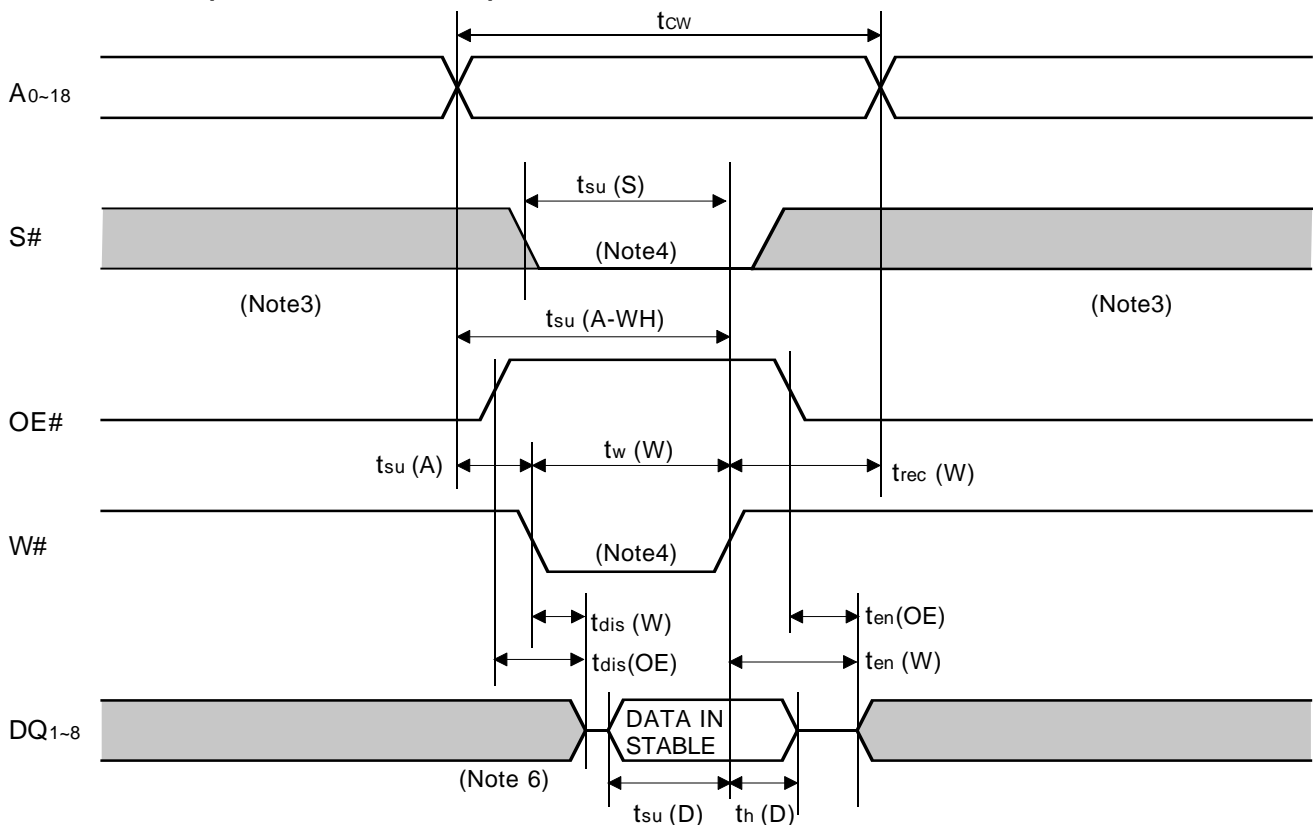 tCW
A0~18
tsu (S)
S#
(Note4)
(Note3)
(Note3)
tsu (A-WH)
OE#
tsu (A)
tw (W)
trec (W)
W#
(Note4)
tdis (W)
ten(OE)
tdis(OE)
ten (W)
DQ1~8
DATA IN
STABLE
(Note 6)
tsu (D)
th (D)